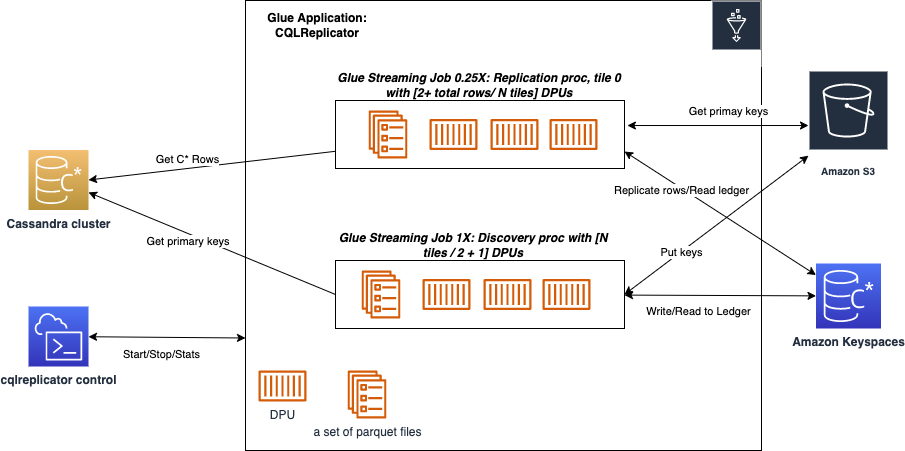 Glue Application:
CQLReplicator
Glue Streaming Job 0.25X: Replication proc, tile 0
with [2+ total rows/ N tiles] DPUs
Get primay keys
Amazon S3
Get C* Rows
C*
Cassandra cluster
Replicate rows/Read ledger
Get primary keys
Glue Streaming Job 1X: Discovery proc with [N
tiles / 2 + 1] DPUs
Put keys
C*
Write/Read to Ledger
Amazon Keyspaces
Start/Stop/Stats
cqlreplicator control
DPU
a set of parquet files